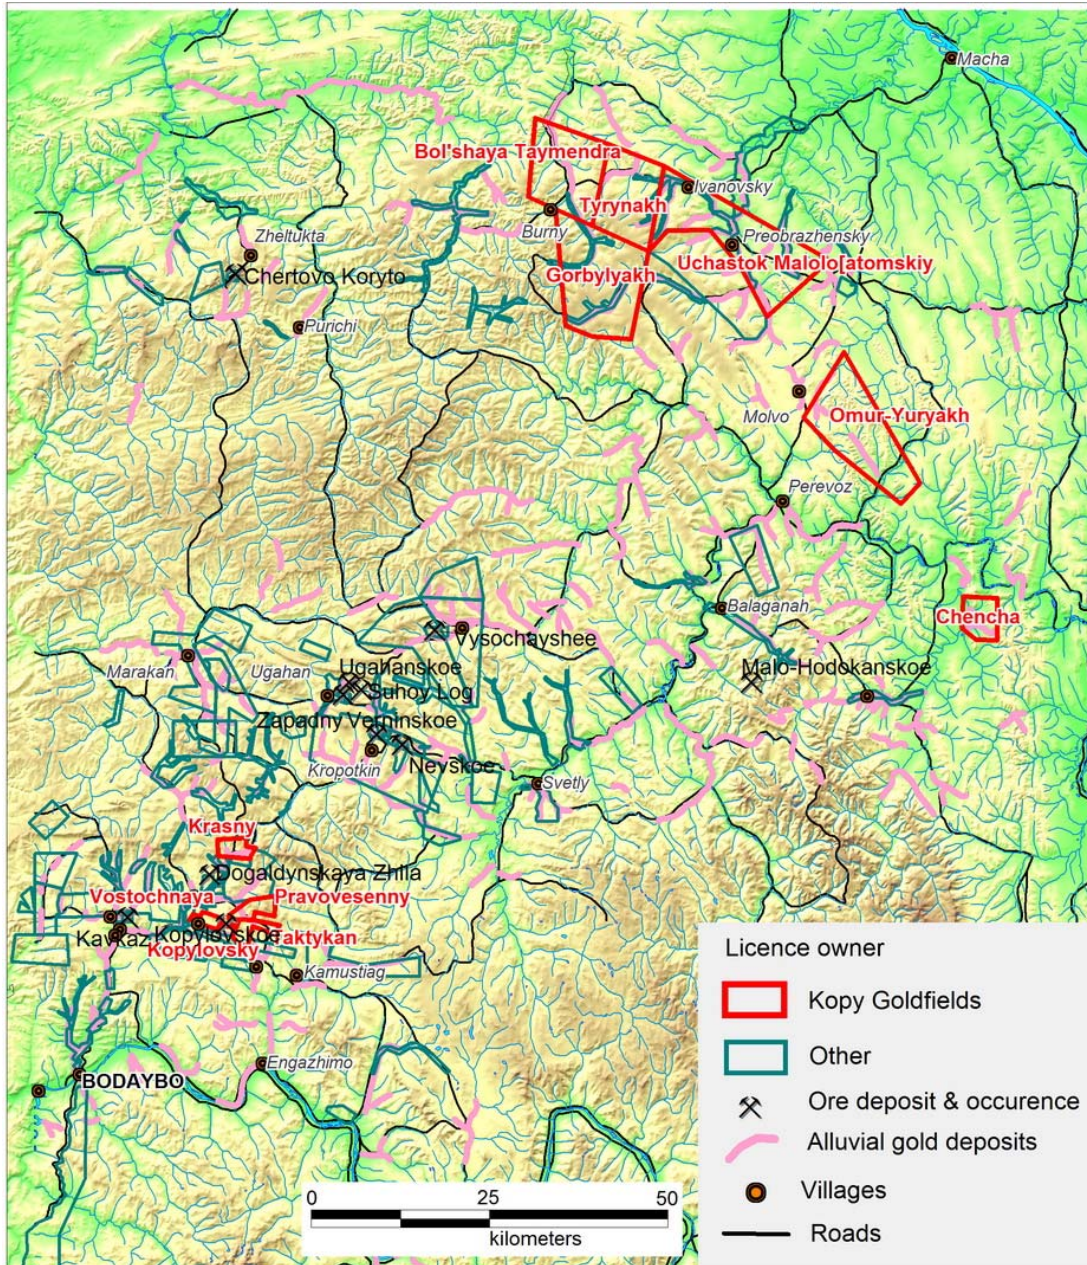 Macha
Bol'shaya Taymendra
Ivanovsky
Tyrynakh
Burny
Zheltukta
Preobrazhensky
Uchastok Malolo[atomskiy
Gorbylyakh
Chertovo Koryto
Purichi
Molvo
Omur-Yuryakh
Perevoz
Balaganah
Chencha
Vysochayshee
Marakan
Ugahan
Ugahanskoe
Malo-Hodokanskoe
Suhoy Log
Zapadny
Verninskoe
Kropotkin
Nevskoe
Svetly
Krasny
Dogaldynskaya Zhila
Vostochnaya
Pravovesenny
Kavkaz
Kopylovskoe
Taktykan
Kopylovsky
Kamustiag
Engazhimo
BODAYBO
Licence owner
Kopy Goldfields
Other
Ore deposit & occurence
Alluvial gold deposits
Villages
Roads
0 25 50
kilometers